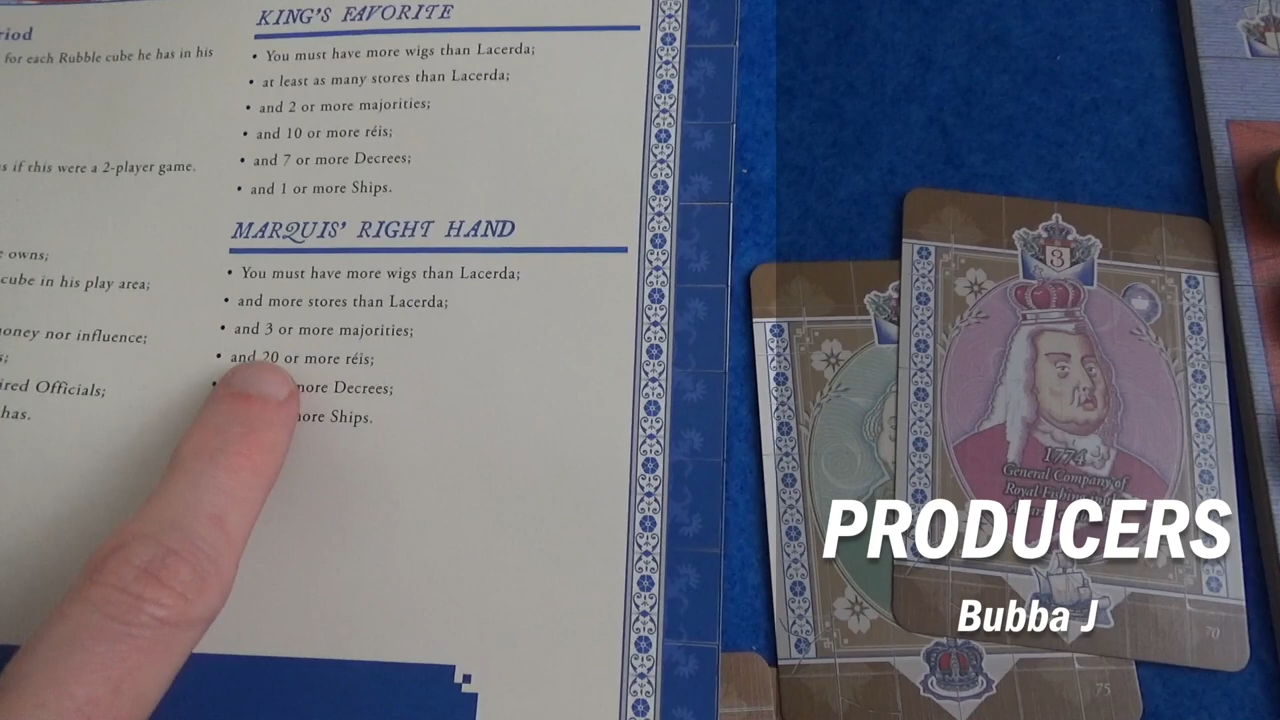 riod
for each Rubble cube he has in his
s if this were a 2-player game.
owns;
cube in his play area;
oney nor influence;
s;
ired Officials;
has.
KING'S FAVORITE
• You must have more wigs than Lacerda;
• at least as many stores than Lacerda;
• and 2 or more majorities;
• and 10 or more réis;
• and 7 or more Decrees;
• and 1 or more Ships.
MARQUIS' RIGHT HAND
• You must have more wigs than Lacerda;
• and more stores than Lacerda;
• and 3 or more majorities;
• and 20 or more réis;
more Decrees;
more Ships.
3
1774
General Company of
Royal Fishing
70
75
PRODUCERS
Bubba J